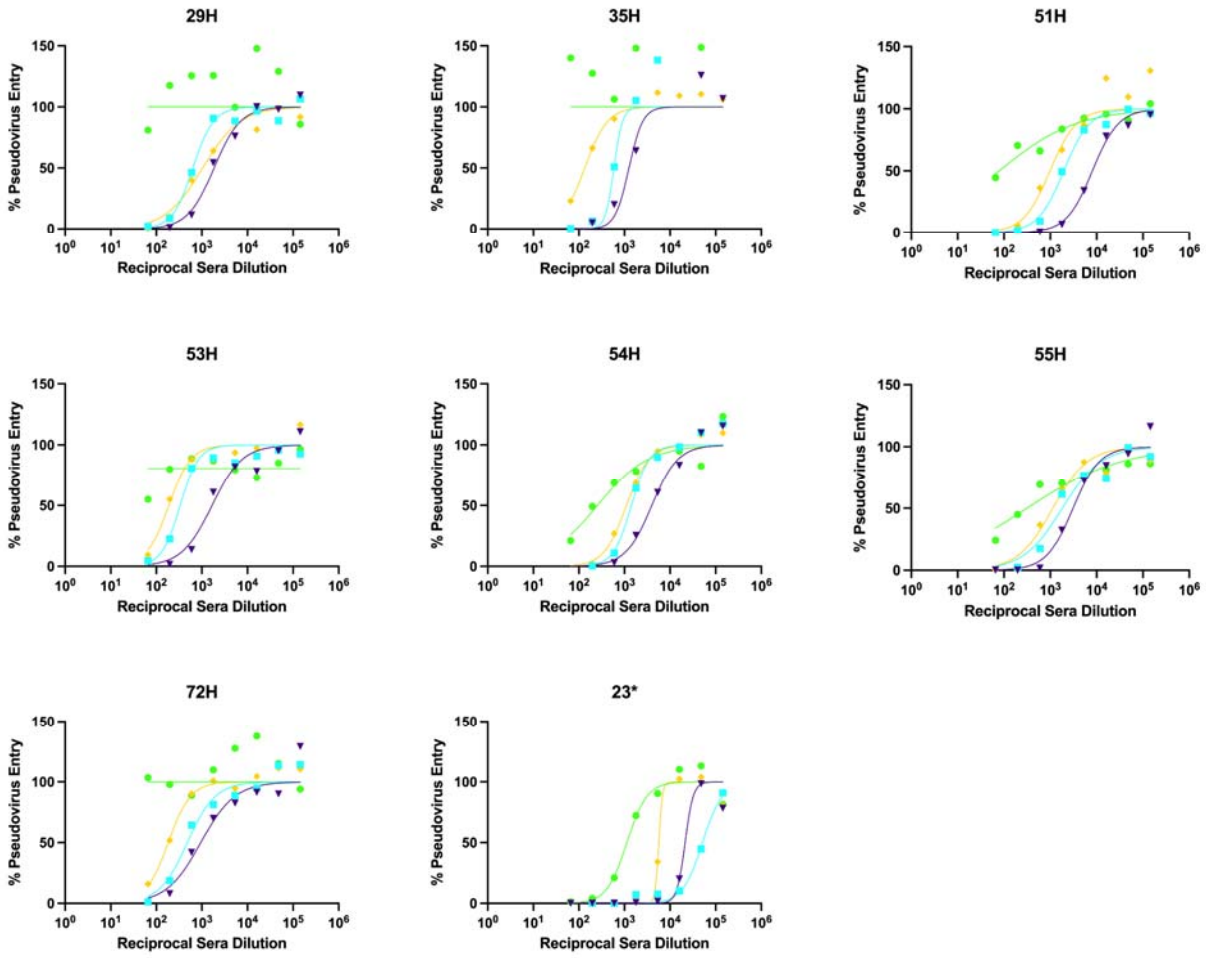 29H
35H
51H
% Pseudovirus Entry
150
100
50
0
10⁰ 10¹ 10² 10³ 10⁴ 10⁵ 10⁶
Reciprocal Sera Dilution
% Pseudovirus Entry
150
100
50
0
10⁰ 10¹ 10² 10³ 10⁴ 10⁵ 10⁶
Reciprocal Sera Dilution
% Pseudovirus Entry
150
100
50
0
10⁰ 10¹ 10² 10³ 10⁴ 10⁵ 10⁶
Reciprocal Sera Dilution
53H
54H
55H
% Pseudovirus Entry
150
100
50
0
10⁰ 10¹ 10² 10³ 10⁴ 10⁵ 10⁶
Reciprocal Sera Dilution
% Pseudovirus Entry
150
100
50
0
10⁰ 10¹ 10² 10³ 10⁴ 10⁵ 10⁶
Reciprocal Sera Dilution
% Pseudovirus Entry
150
100
50
0
10⁰ 10¹ 10² 10³ 10⁴ 10⁵ 10⁶
Reciprocal Sera Dilution
72H
23*
% Pseudovirus Entry
150
100
50
0
10⁰ 10¹ 10² 10³ 10⁴ 10⁵ 10⁶
Reciprocal Sera Dilution
% Pseudovirus Entry
150
100
50
0
10⁰ 10¹ 10² 10³ 10⁴ 10⁵ 10⁶
Reciprocal Sera Dilution